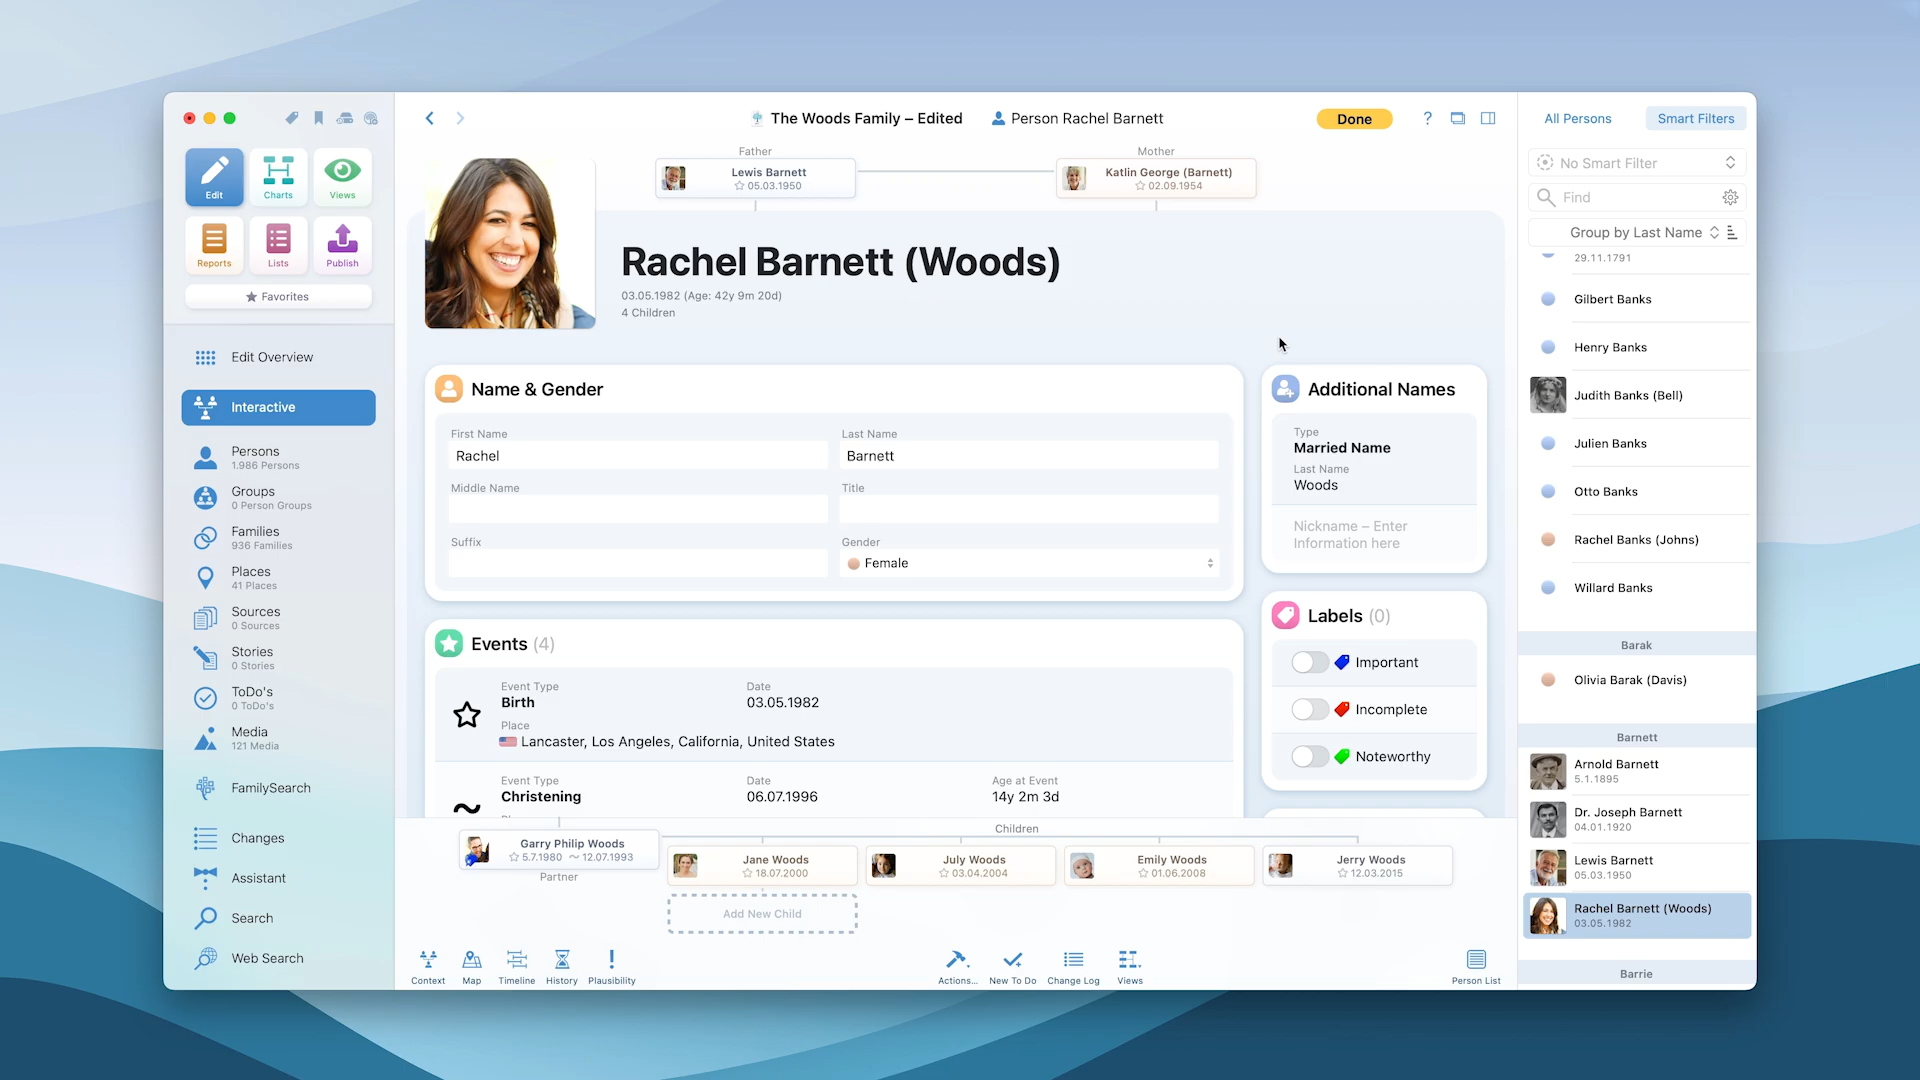 Edit
Charts
Views
Reports
Lists
Publish
Favorites
Edit Overview
Interactive
Persons
1.986 Persons
Groups
0 Person Groups
Families
936 Families
Places
41 Places
Sources
0 Sources
Stories
0 Stories
ToDo's
0 ToDo's
Media
121 Media
FamilySearch
Changes
Assistant
Search
Web Search
The Woods Family – Edited
Person Rachel Barnett
Done
?
Father
Lewis Barnett
05.03.1950
Mother
Katlin George (Barnett)
02.09.1954
Rachel Barnett (Woods)
03.05.1982 (Age: 42y 9m 20d)
4 Children
Name & Gender
First Name
Rachel
Last Name
Barnett
Middle Name
Title
Suffix
Gender
Female
Events (4)
Event Type
Birth
Date
03.05.1982
Place
Lancaster, Los Angeles, California, United States
Event Type
Christening
Date
06.07.1996
Age at Event
14y 2m 3d
Additional Names
Type
Married Name
Last Name
Woods
Nickname – Enter
Information here
Labels (0)
Important
Incomplete
Noteworthy
Garry Philip Woods
5.7.1980 ~ 12.07.1993
Partner
Children
Jane Woods
18.07.2000
July Woods
03.04.2004
Emily Woods
01.06.2008
Jerry Woods
12.03.2015
Add New Child
Context
Map
Timeline
History
Plausibility
Actions...
New To Do
Change Log
Views
Person List
All Persons
Smart Filters
No Smart Filter
Find
Group by Last Name
29.11.1791
Gilbert Banks
Henry Banks
Judith Banks (Bell)
Julien Banks
Otto Banks
Rachel Banks (Johns)
Willard Banks
Barak
Olivia Barak (Davis)
Barnett
Arnold Barnett
5.1.1895
Dr. Joseph Barnett
04.01.1920
Lewis Barnett
05.03.1950
Rachel Barnett (Woods)
03.05.1982
Barrie